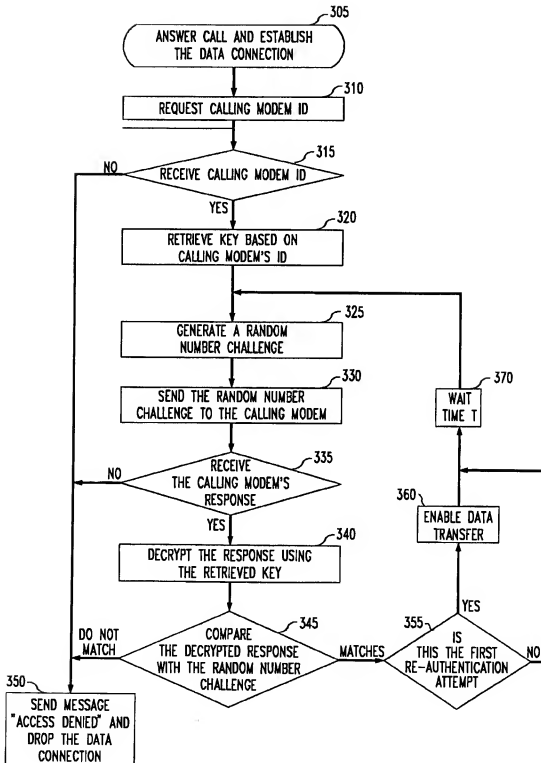 305
ANSWER CALL AND ESTABLISH
THE DATA CONNECTION
310
REQUEST CALLING MODEM ID
315
NO
RECEIVE CALLING MODEM ID
YES
320
RETRIEVE KEY BASED ON
CALLING MODEM'S ID
325
GENERATE A RANDOM
NUMBER CHALLENGE
330
SEND THE RANDOM NUMBER
CHALLENGE TO THE CALLING MODEM
370
WAIT
TIME T
335
NO
RECEIVE
THE CALLING MODEM'S
RESPONSE
YES
360
ENABLE DATA
TRANSFER
340
DECRYPT THE RESPONSE USING
THE RETRIEVED KEY
YES
345
DO NOT
MATCH
COMPARE
THE DECRYPTED RESPONSE
WITH THE RANDOM NUMBER
CHALLENGE
MATCHES
355
IS
THIS THE FIRST
RE-AUTHENTICATION
ATTEMPT
NO
350
SEND MESSAGE
"ACCESS DENIED" AND
DROP THE DATA
CONNECTION